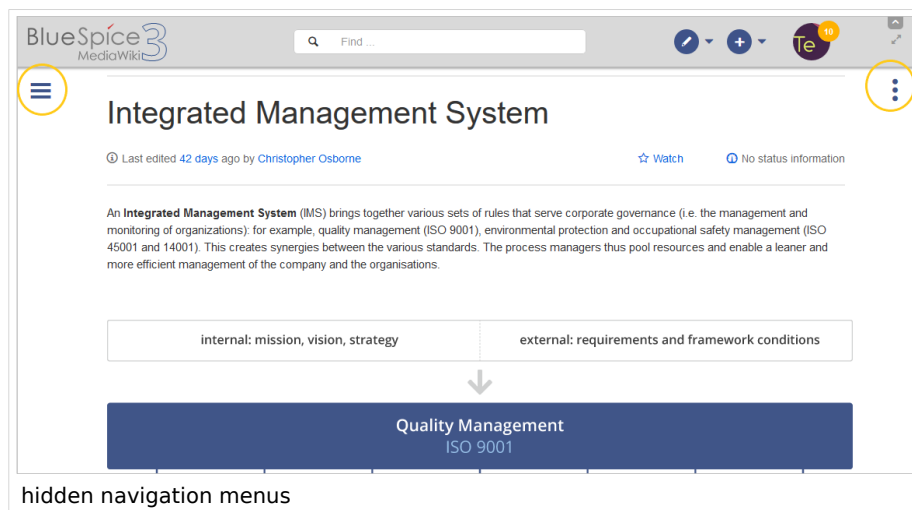 BlueSpice 3
MediaWiki
Find ...
Te
10
Integrated Management System
Last edited 42 days ago by Christopher Osborne
Watch
No status information
An Integrated Management System (IMS) brings together various sets of rules that serve corporate governance (i.e. the management and
monitoring of organizations): for example, quality management (ISO 9001), environmental protection and occupational safety management (ISO
45001 and 14001). This creates synergies between the various standards. The process managers thus pool resources and enable a leaner and
more efficient management of the company and the organisations.
internal: mission, vision, strategy
external: requirements and framework conditions
Quality Management
ISO 9001
hidden navigation menus